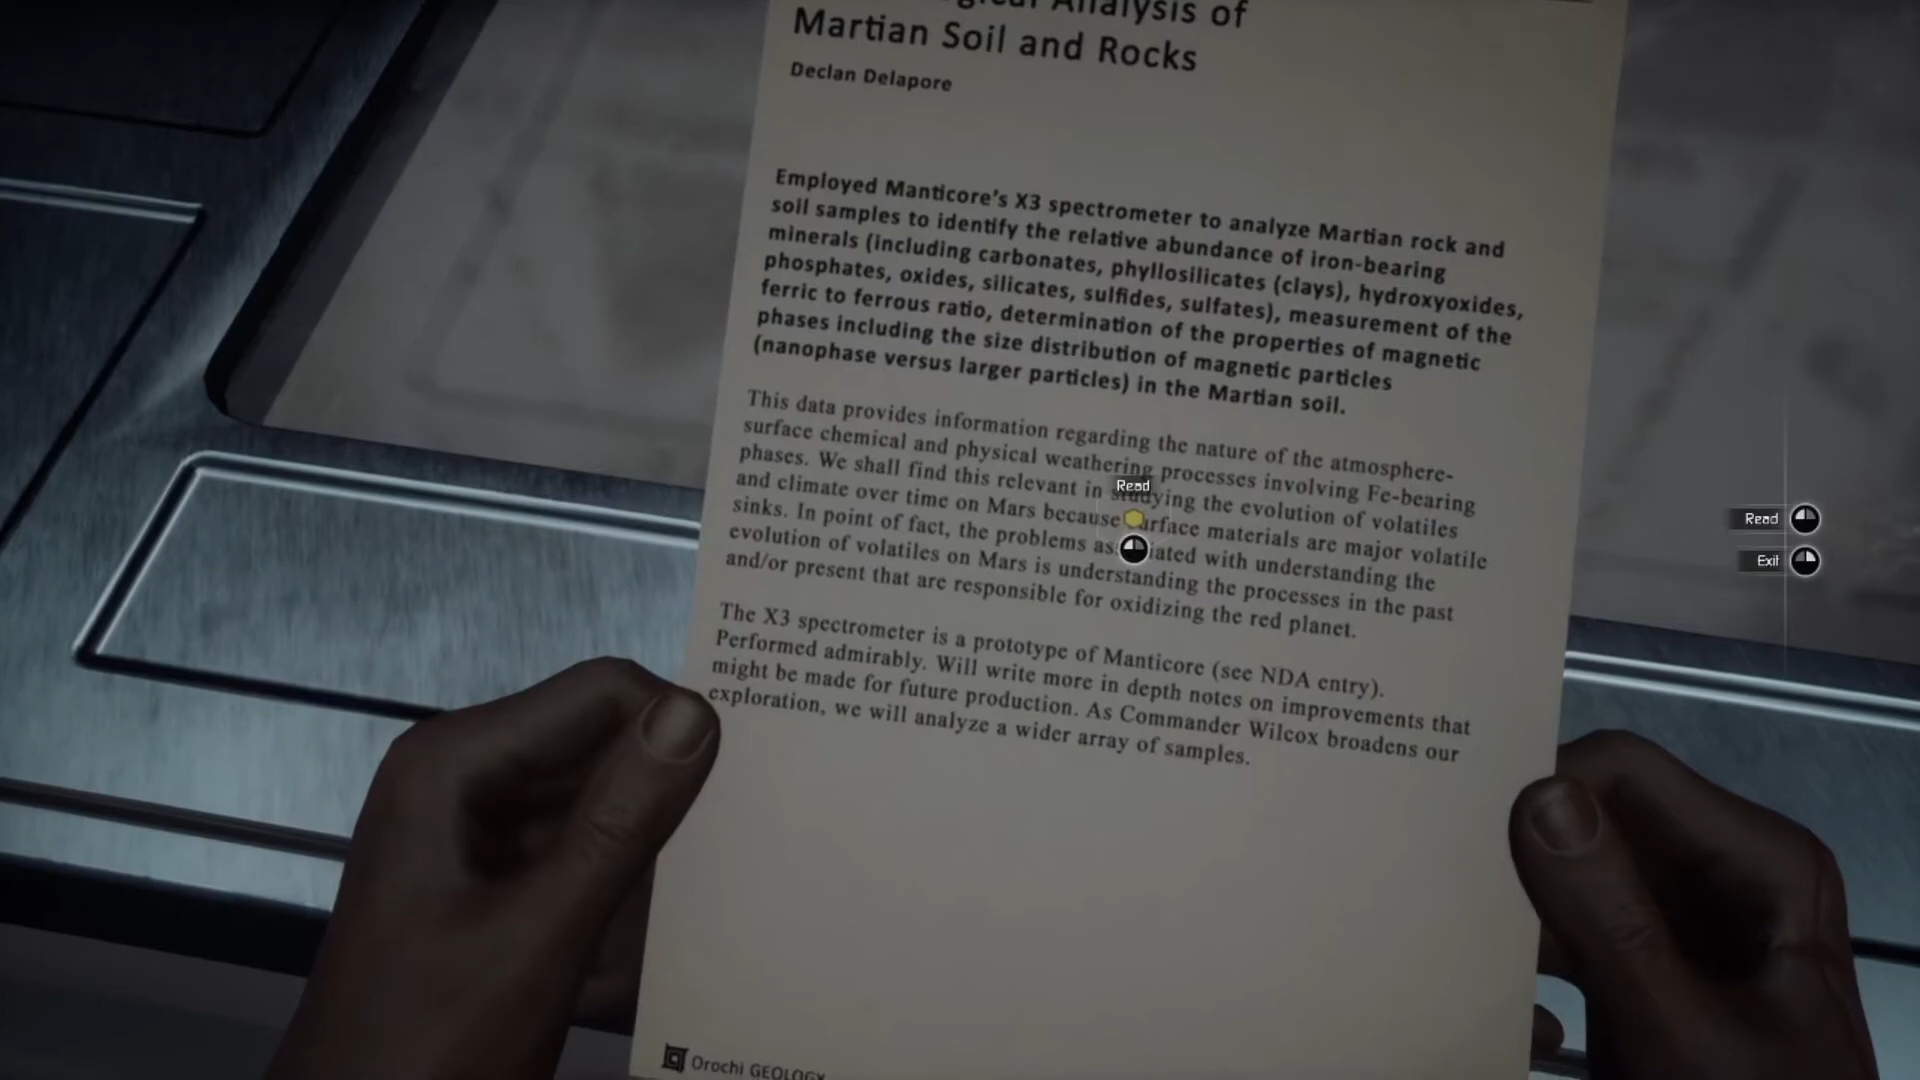 Analysis of
Martian Soil and Rocks
Declan Delapore
Employed Manticore's X3 spectrometer to analyze Martian rock and
soil samples to identify the relative abundance of iron-bearing
minerals (including carbonates, phyllosilicates (clays), hydroxyoxides,
phosphates, oxides, silicates, sulfides, sulfates), measurement of the
ferric to ferrous ratio, determination of the properties of magnetic
phases including the size distribution of magnetic particles
(nanophase versus larger particles) in the Martian soil.
This data provides information regarding the nature of the atmosphere-
surface chemical and physical weathering processes involving Fe-bearing
phases. We shall find this relevant in studying the evolution of volatiles
and climate over time on Mars because surface materials are major volatile
sinks. In point of fact, the problems associated with understanding the
evolution of volatiles on Mars is understanding the processes in the past
and/or present that are responsible for oxidizing the red planet.
The X3 spectrometer is a prototype of Manticore (see NDA entry).
Performed admirably. Will write more in depth notes on improvements that
might be made for future production. As Commander Wilcox broadens our
exploration, we will analyze a wider array of samples.
Orochi GEOLOGY
Read
Read
Exit